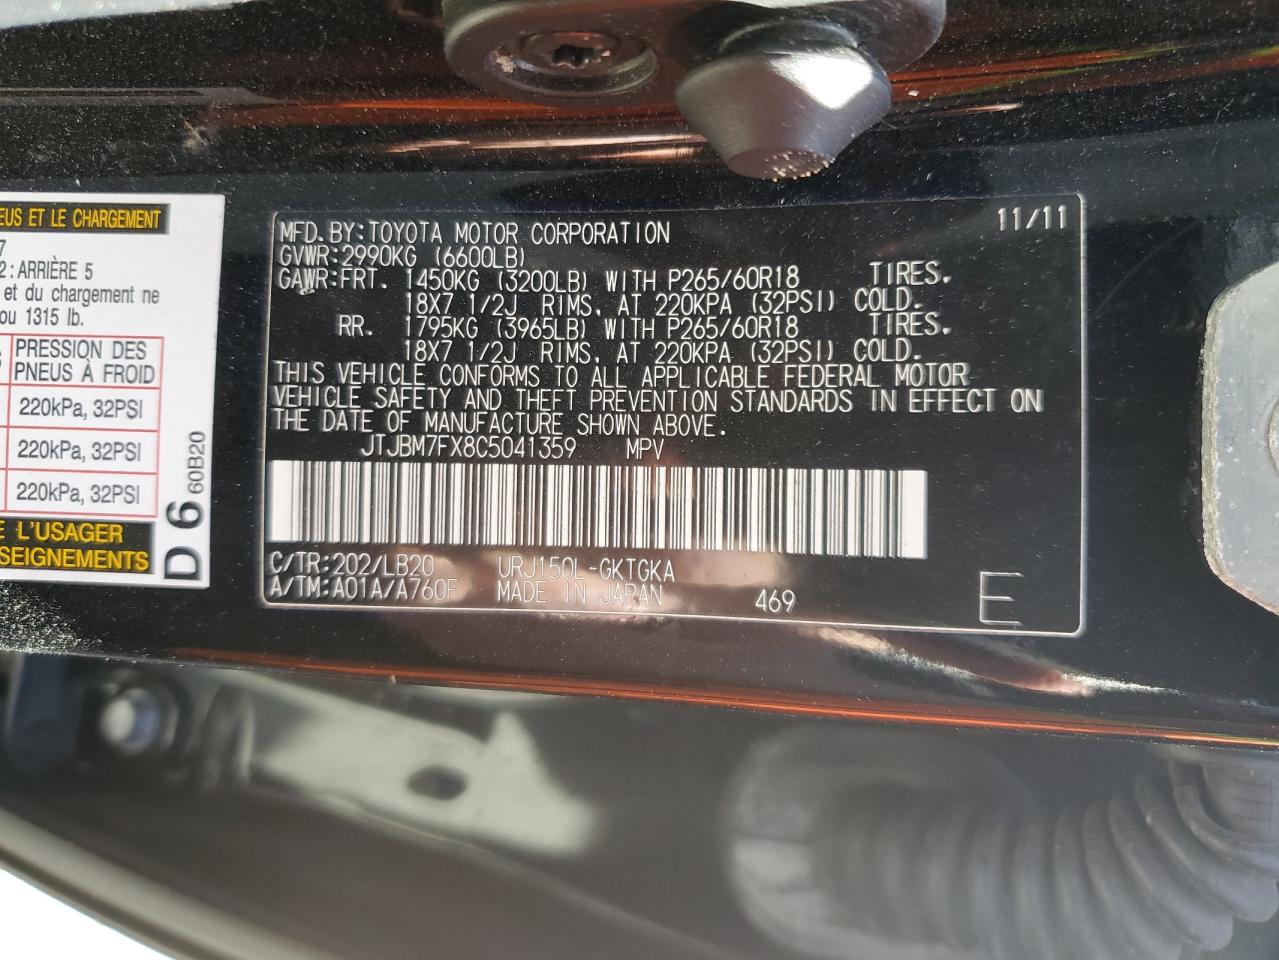 MFD.BY:TOYOTA MOTOR CORPORATION 11/11
GVWR:2990KG (6600LB)
GAWR:FRT. 1450KG (3200LB) WITH P265/60R18 TIRES.
18X7 1/2J RIMS, AT 220KPA (32PSI) COLD.
RR. 1795KG (3965LB) WITH P265/60R18 TIRES.
18X7 1/2J RIMS, AT 220KPA (32PSI) COLD.
THIS VEHICLE CONFORMS TO ALL APPLICABLE FEDERAL MOTOR
VEHICLE SAFETY AND THEFT PREVENTION STANDARDS IN EFFECT ON
THE DATE OF MANUFACTURE SHOWN ABOVE.
JTJBM7FX8C5041359 MPV
C/TR:202/LB20 URJ150L-GKTGKA
A/TM:A01A/A760F MADE IN JAPAN 469 E
ET LE CHARGEMENT
7
2:ARRIÈRE 5
et du chargement ne
ou 1315 lb.
PRESSION DES
PNEUS À FROID
220kPa, 32PSI
220kPa, 32PSI
220kPa, 32PSI
L'USAGER
D6 60B20